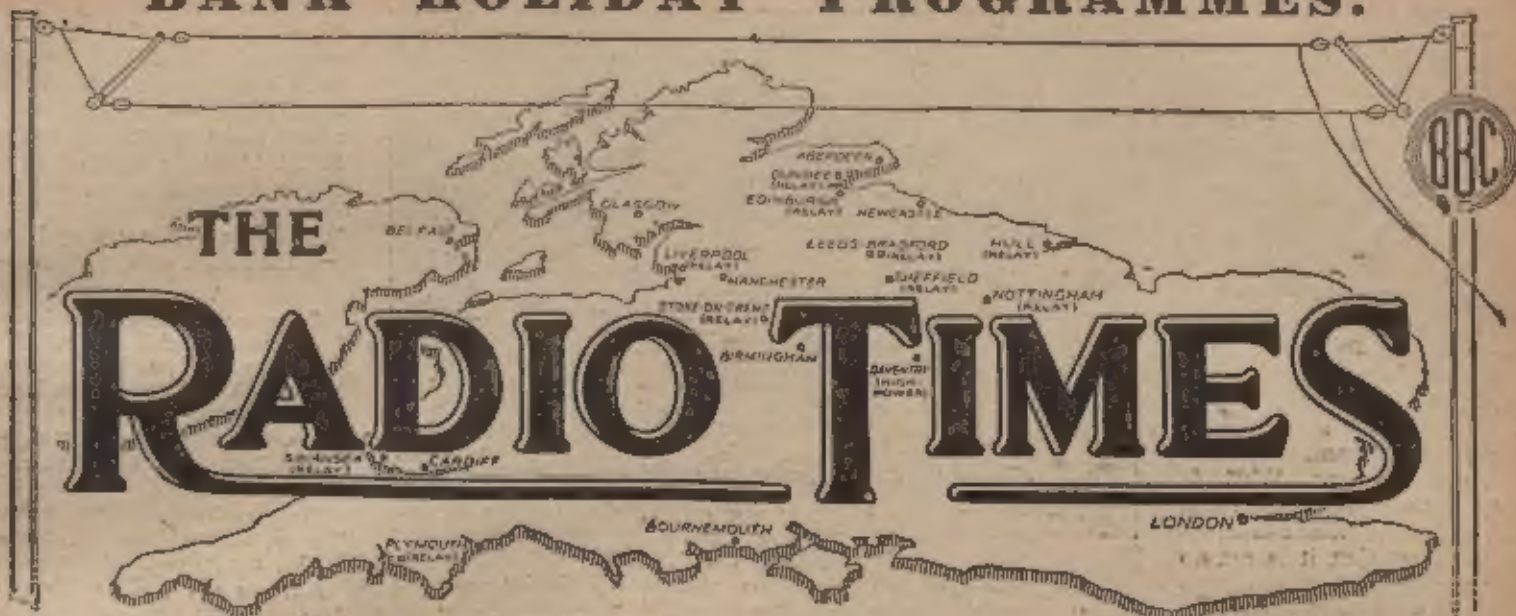 BANK HOLIDAY PROGRAMMES.
BBC
THE
RADIO TIMES
ABERDEEN
DUNDEE
(RELAY)
EDINBURGH
(RELAY)
NEWCASTLE
GLASGOW
BELFAST
LEEDS-BRADFORD
(RELAY)
HULL
(RELAY)
LIVERPOOL
(RELAY)
MANCHESTER
SHEFFIELD
(RELAY)
NOTTINGHAM
(RELAY)
STOKE-ON-TRENT
(RELAY)
BIRMINGHAM
DAVENTRY
(HIGH-
POWER)
SWANSEA
(RELAY)
CARDIFF
BOURNEMOUTH
LONDON
PLYMOUTH
(RELAY)